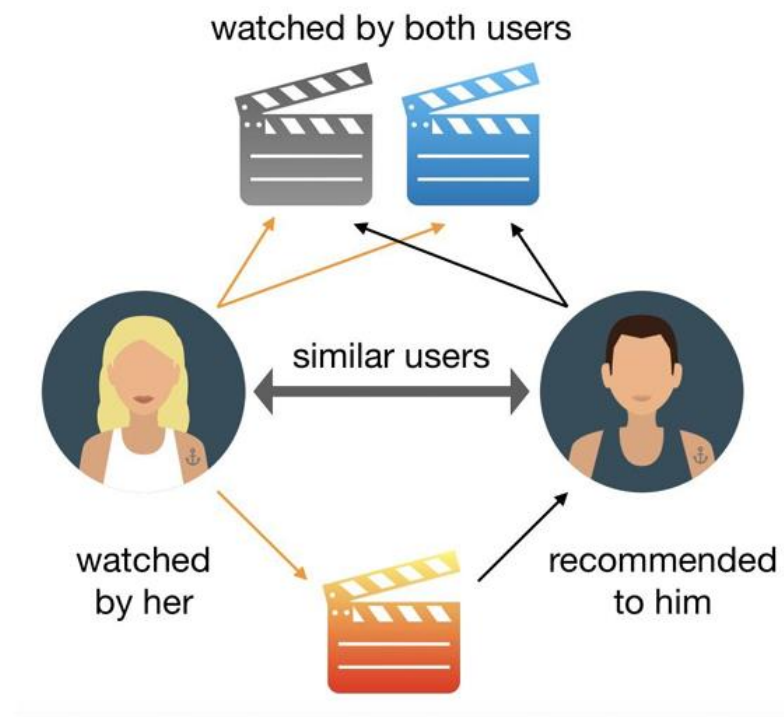 watched by both users
similar users
watched
by her
recommended
to him